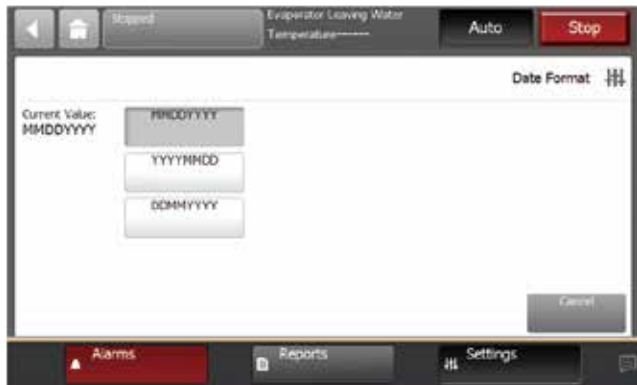 Stopped
Evaporator Leaving Water
Temperature------
Auto
Stop
Date Format
Current Value:
MMDDYYYY
MMDDYYYY
YYYYMMDD
DDMMYYYY
Cancel
Alarms
Reports
Settings